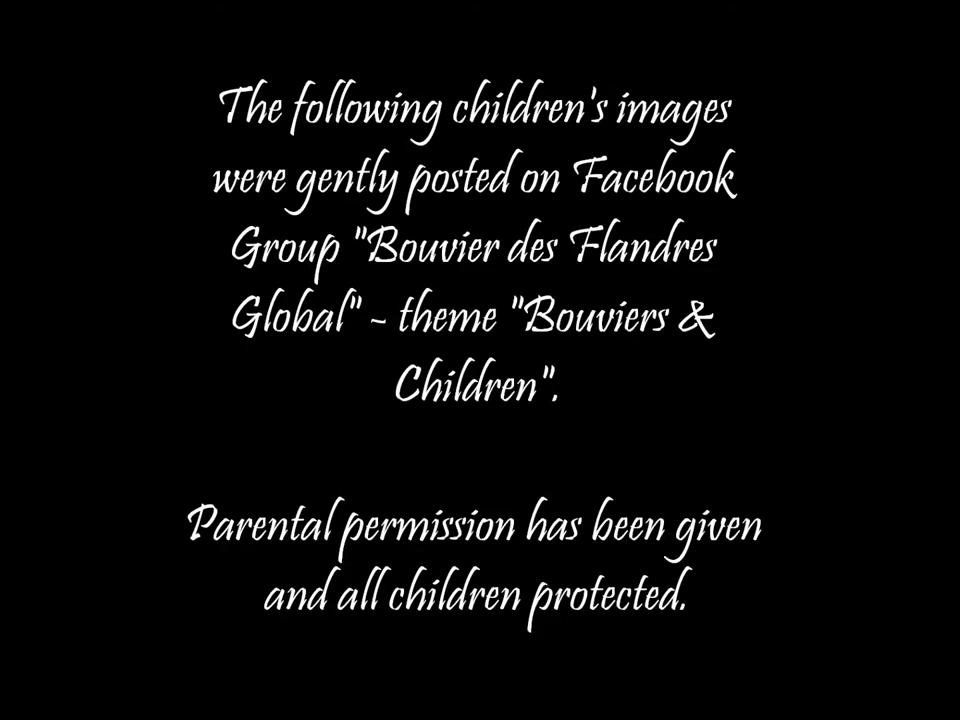 The following children's images
were gently posted on Facebook
Group "Bouvier des Flandres
Global" - theme "Bouviers &
Children".
Parental permission has been given
and all children protected.